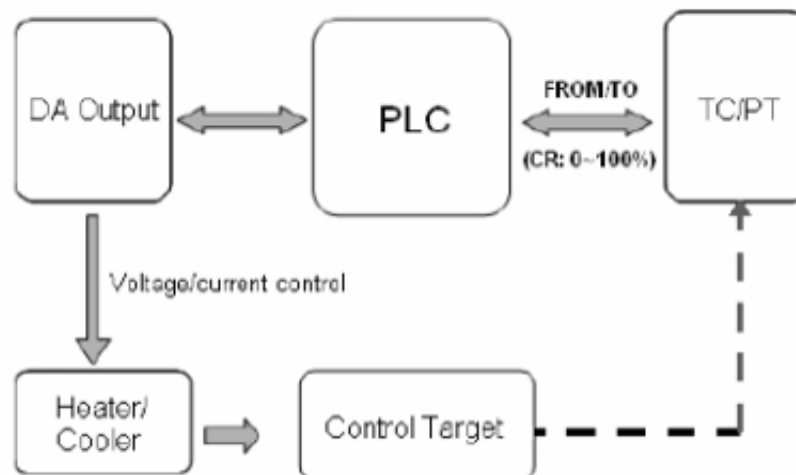 DA Output
PLC
FROM/TO
(CR: 0~100%)
TC/PT
Voltage/current control
Heater/
Cooler
Control Target